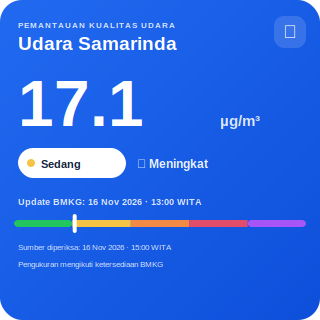 PEMANTAUAN KUALITAS UDARA
Udara Samarinda
17.1
µg/m³
Sedang
Meningkat
Update BMKG: 16 Nov 2026 · 13:00 WITA
Sumber diperiksa: 16 Nov 2026 · 15:00 WITA
Pengukuran mengikuti ketersediaan BMKG